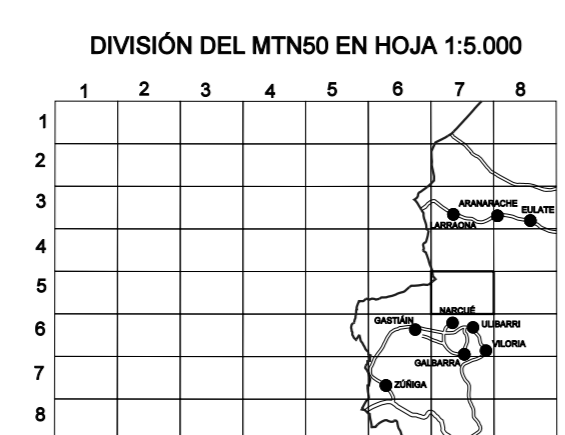 DIVISIÓN DEL MTN50 EN HOJA 1:5.000
1 2 3 4 5 6 7 8
1
2
3
ARANARACHE
EULATE
LARRAONA
4
5
NARCUÉ
GASTIÁIN
6
ULIBARRI
VILORIA
GALBARRA
7
ZÚÑIGA
8